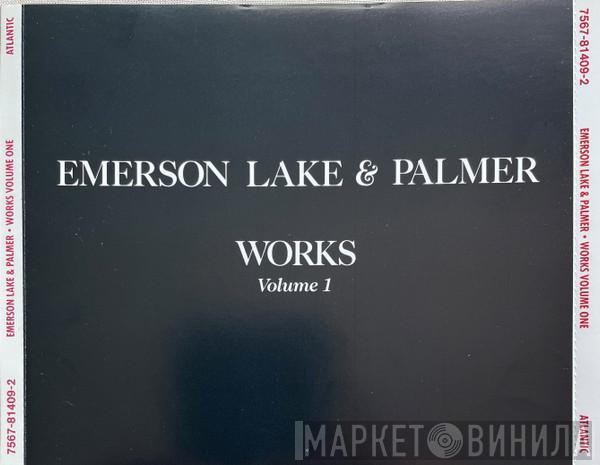 ATLANTIC
EMERSON LAKE & PALMER • WORKS VOLUME ONE
7567-81409-2
EMERSON LAKE & PALMER
WORKS
Volume 1
7567-81409-2
EMERSON LAKE & PALMER • WORKS VOLUME ONE
ATLANTIC
МАРКЕТ ВИНИЛА